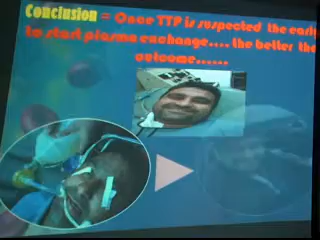 Conclusion = Once TTP is suspected the
to start plasma exchange.... the better the
outcome......